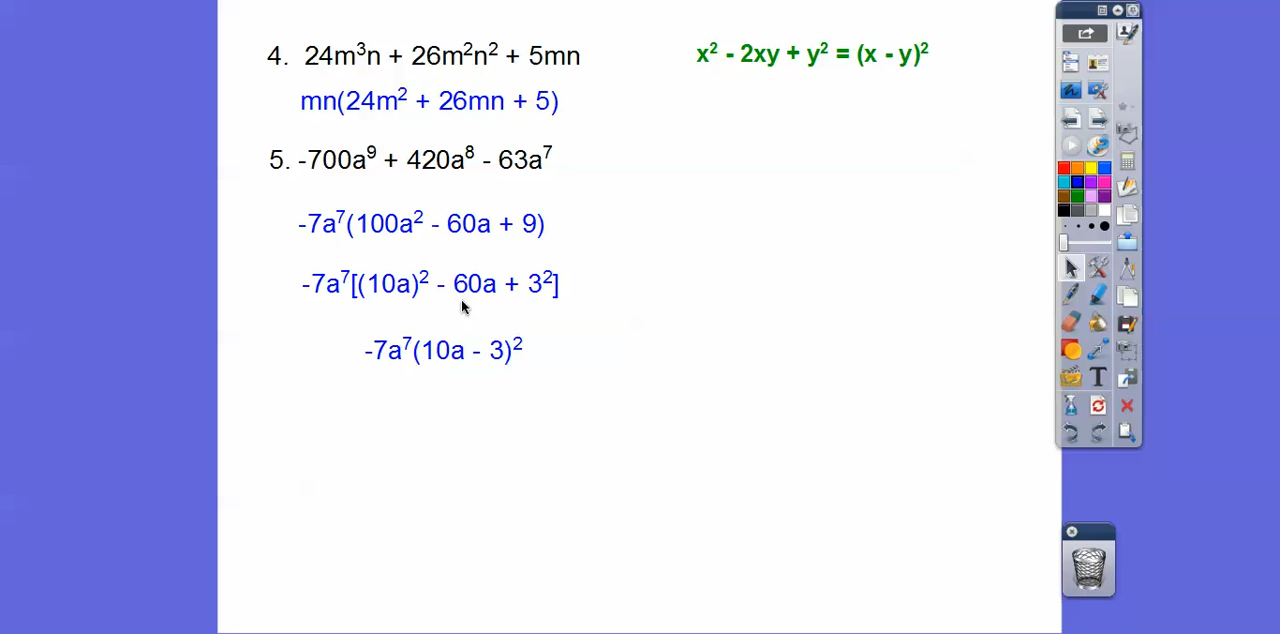 4. 24m³n + 26m²n² + 5mn
x² - 2xy + y² = (x - y)²
mn(24m² + 26mn + 5)
5. -700a⁹ + 420a⁸ - 63a⁷
-7a⁷(100a² - 60a + 9)
-7a⁷[(10a)² - 60a + 3²]
-7a⁷(10a - 3)²
T